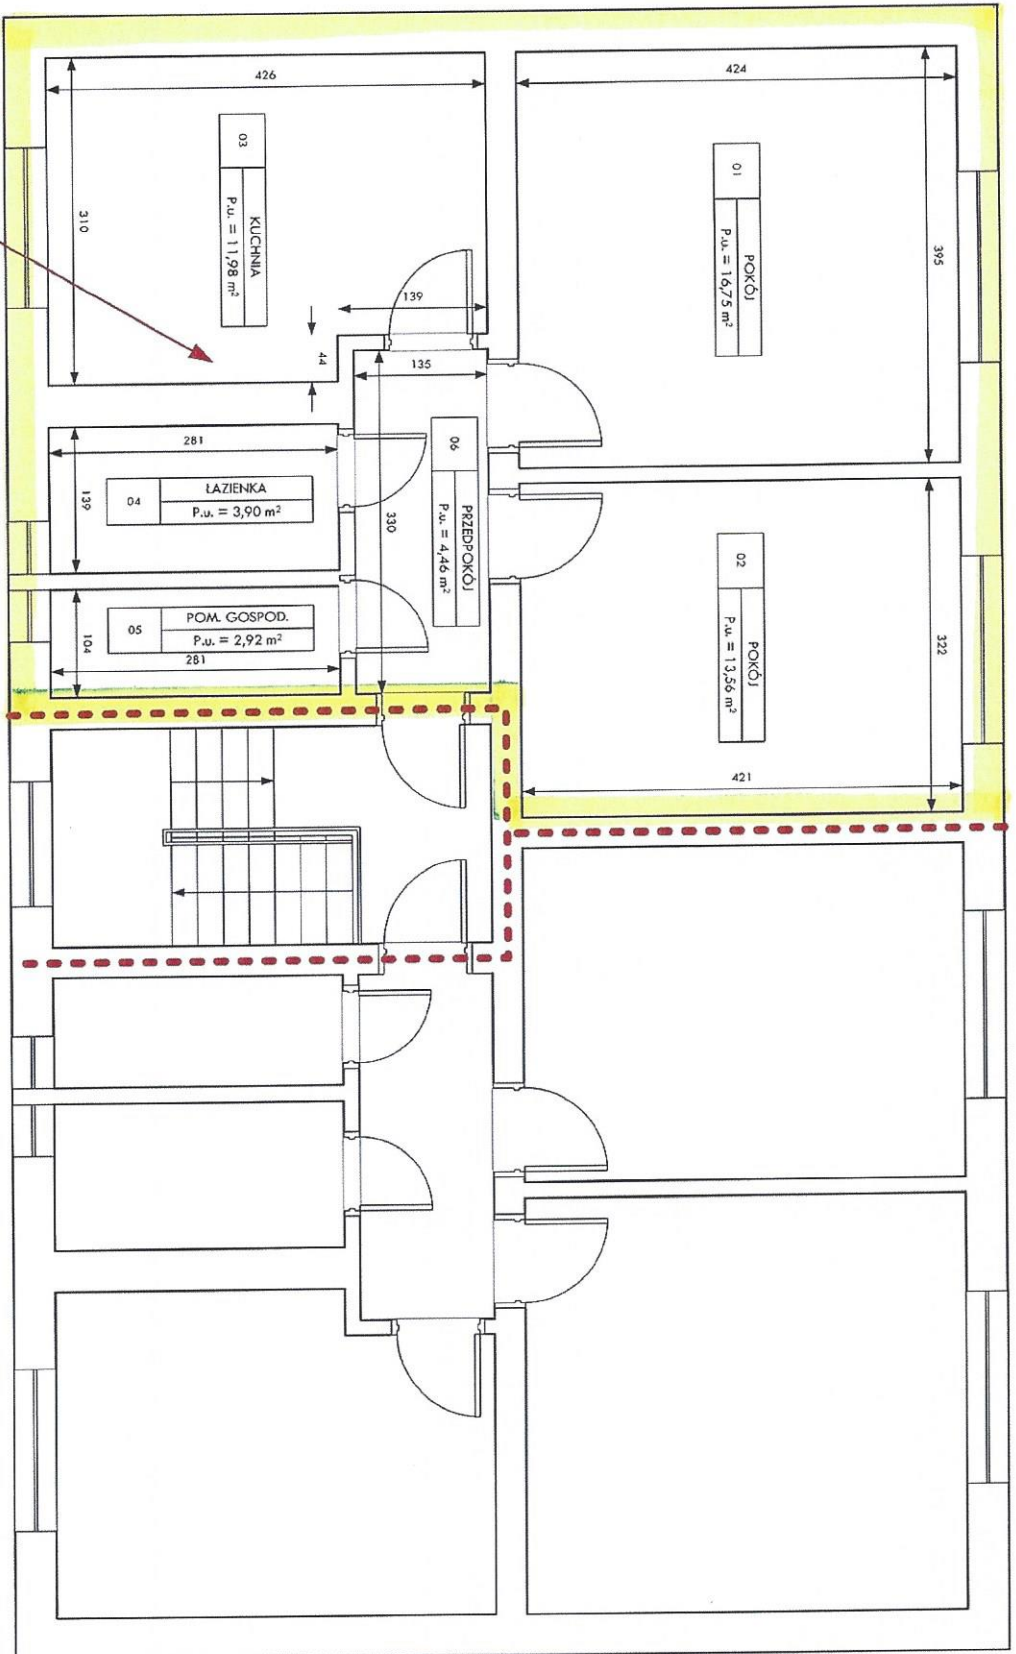 426
424
03
KUCHNIA
P.u. = 11,98 m²
310
139
44
135
01
POKÓJ
P.u. = 16,75 m²
395
281
04
ŁAZIENKA
P.u. = 3,90 m²
139
330
06
PRZEDPOKÓJ
P.u. = 4,46 m²
02
POKÓJ
P.u. = 13,56 m²
322
05
POM. GOSPOD.
P.u. = 2,92 m²
104
281
421